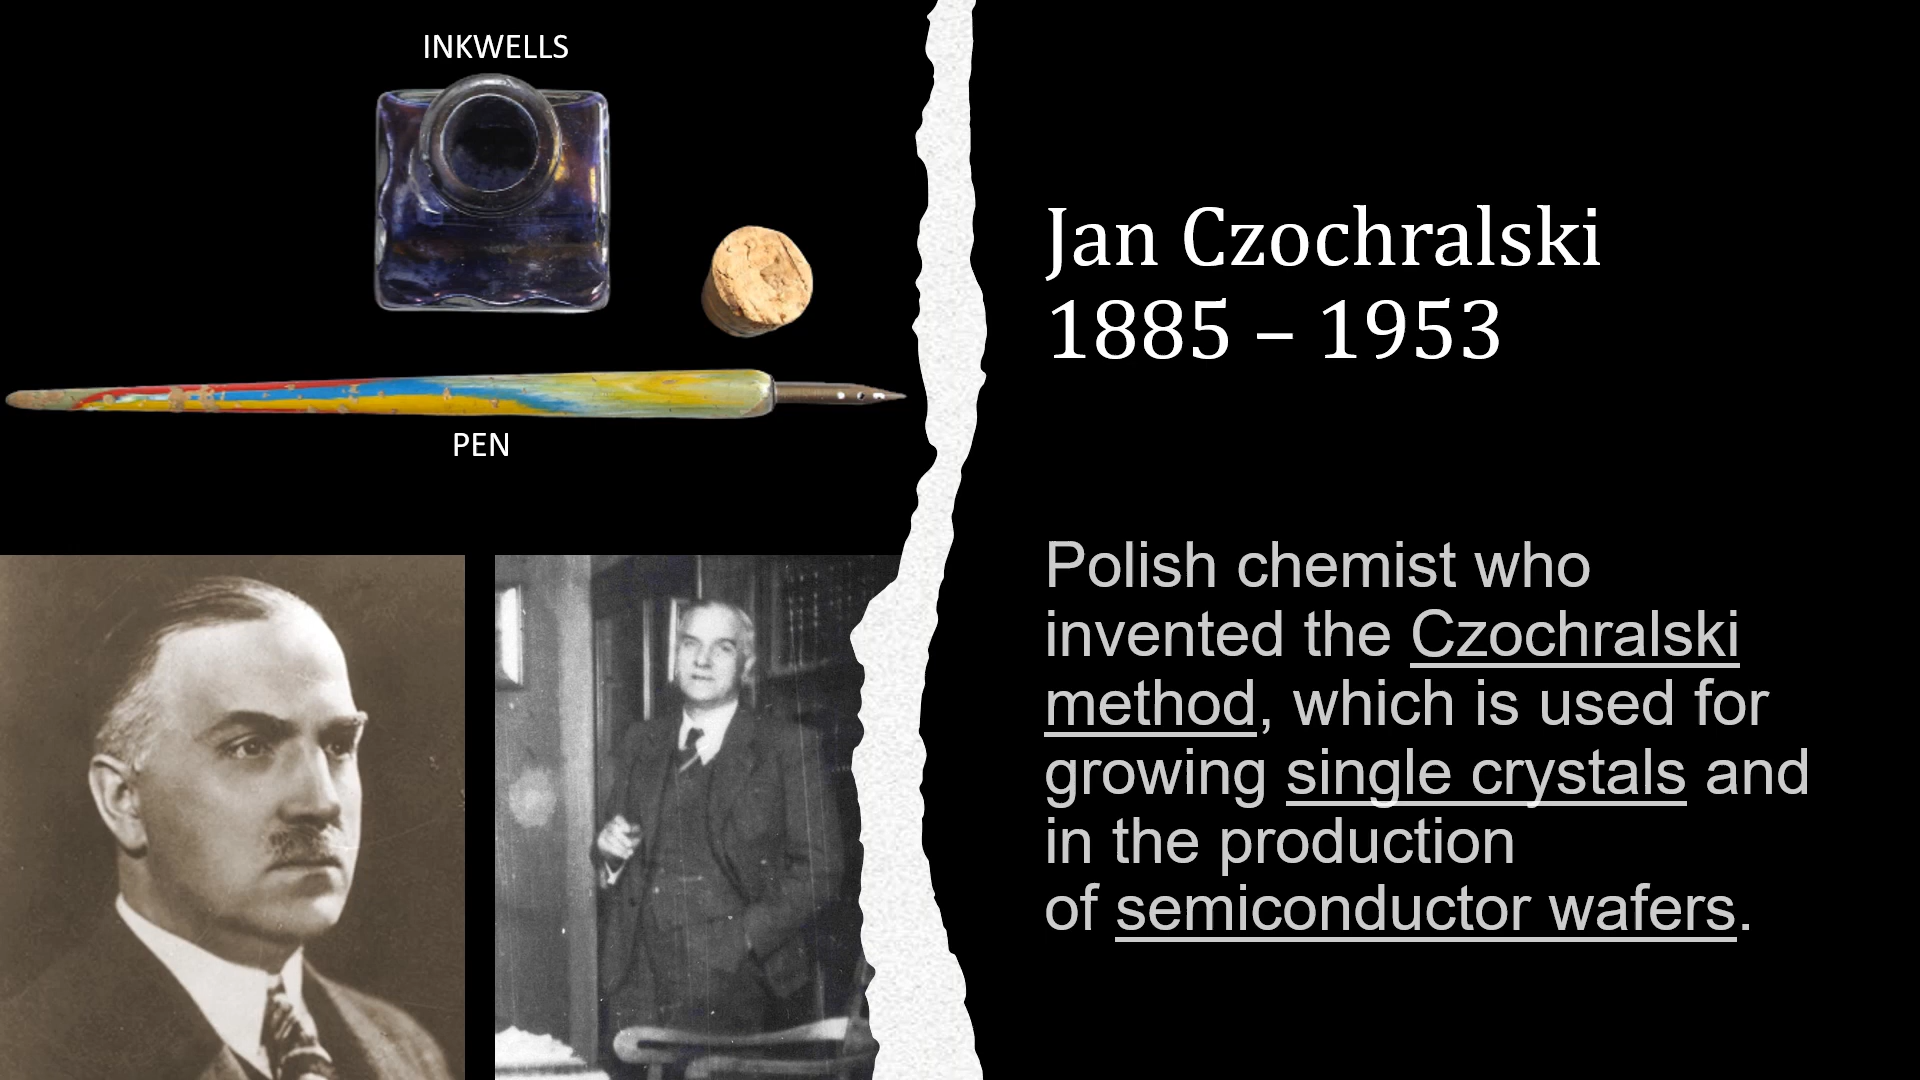 INKWELLS
PEN
Jan Czochralski
1885 – 1953
Polish chemist who
invented the Czochralski
method, which is used for
growing single crystals and
in the production
of semiconductor wafers.